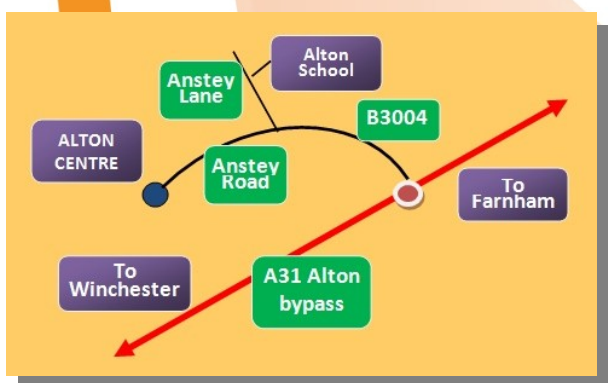 Alton
School
Anstey
Lane
B3004
ALTON
CENTRE
Anstey
Road
To
Farnham
To
Winchester
A31 Alton
bypass